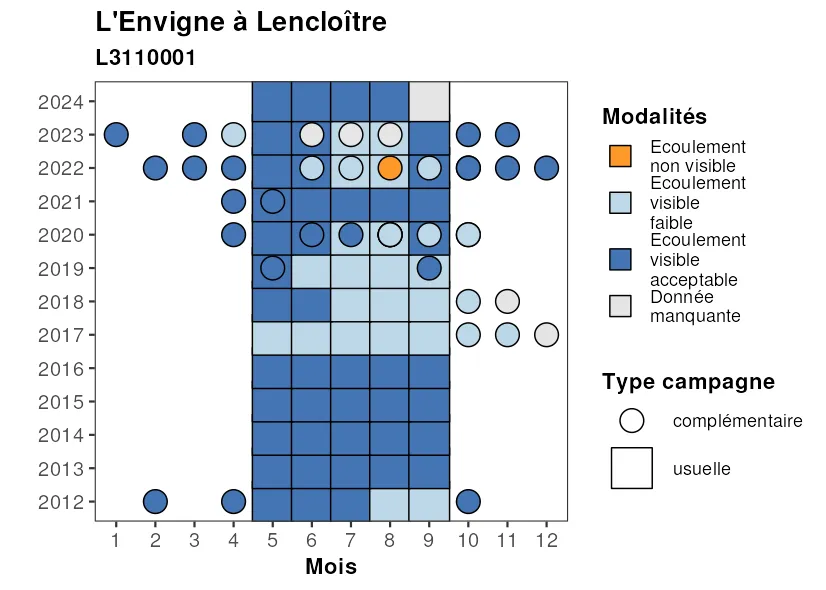 L'Envigne à Lencloître
L3110001
2024
2023
2022
2021
2020
2019
2018
2017
2016
2015
2014
2013
2012
1 2 3 4 5 6 7 8 9 10 11 12
Mois
Modalités
Ecoulement
non visible
Ecoulement
visible
faible
Ecoulement
visible
acceptable
Donnée
manquante
Type campagne
complémentaire
usuelle